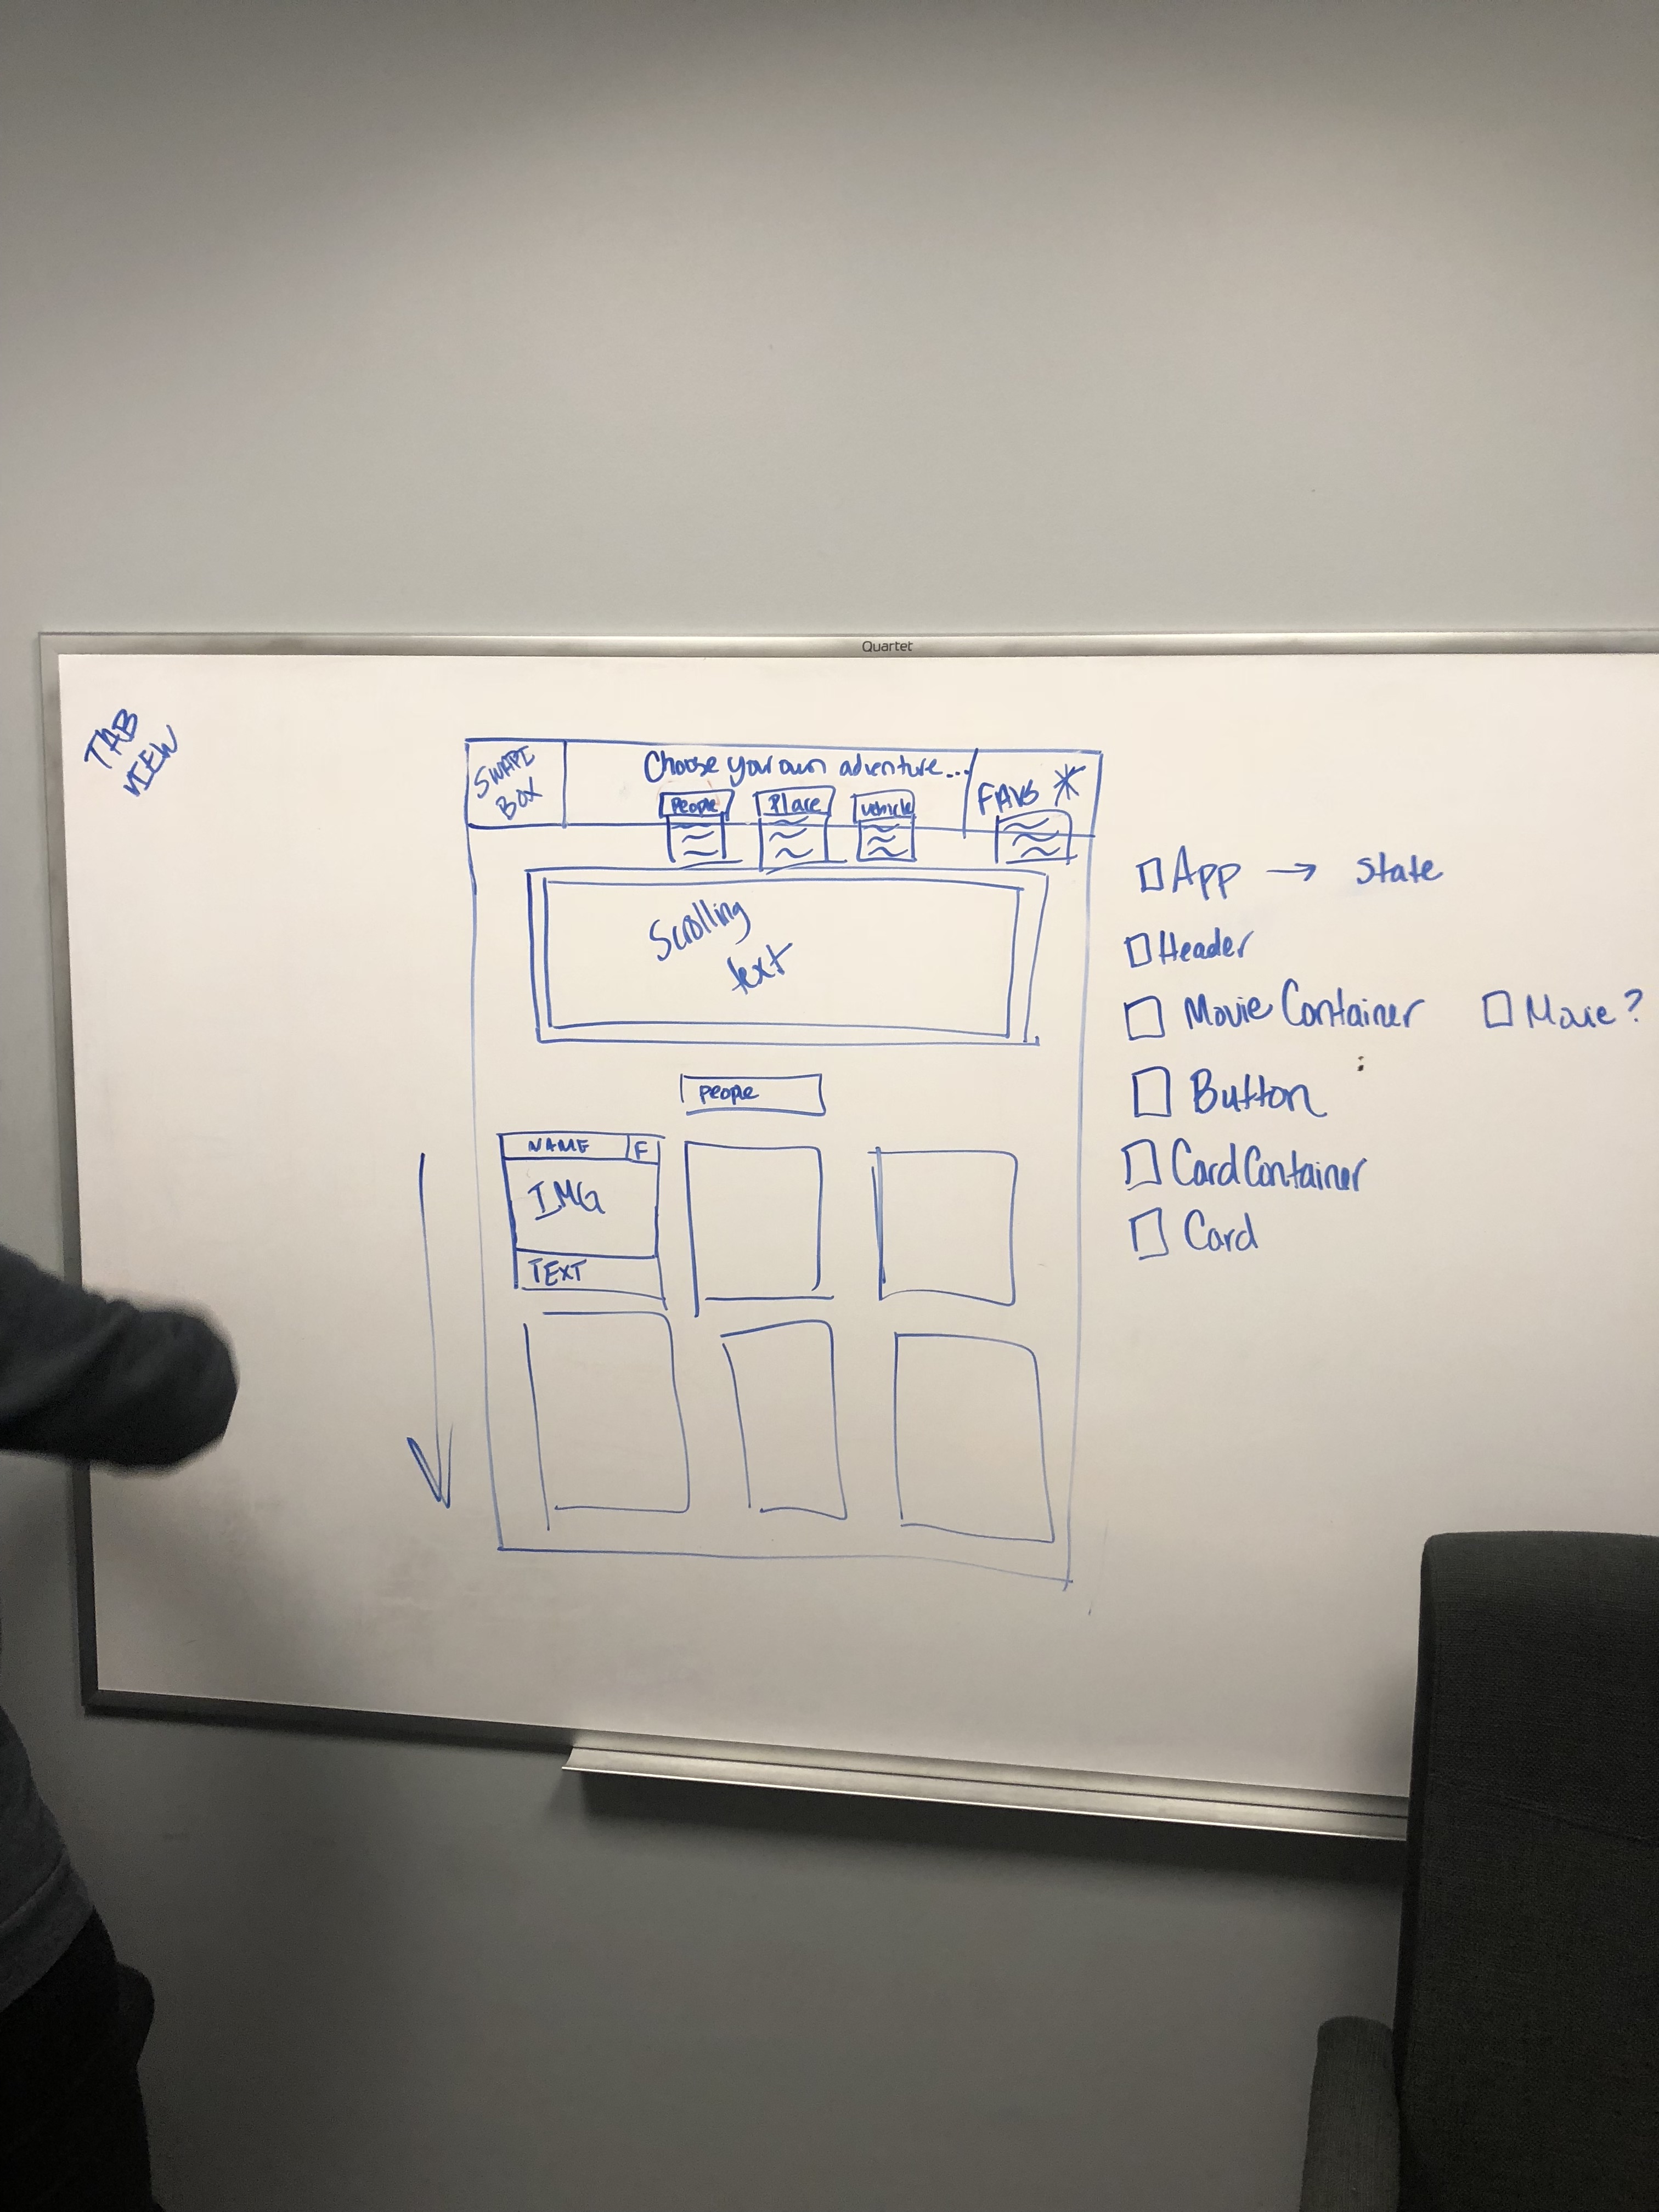 Quartet
TAB
VIEW
SWAPI
BOX
Choose your own adventure...
People
Place
Vehicle
FAVS *
Scrolling
text
people
NAME
F
IMG
TEXT
App → state
Header
Movie Container
Movie?
Button
Card Container
Card